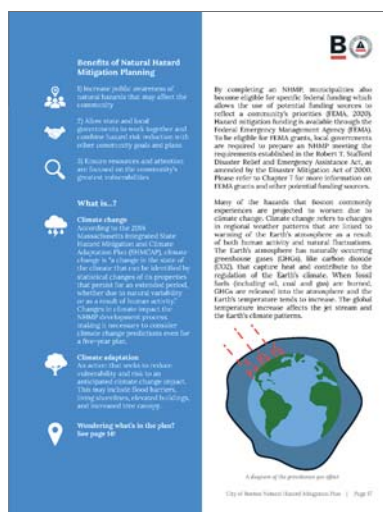 Benefits of Natural Hazard
Mitigation Planning
1) Increase public awareness of
natural hazards that may affect the
community
2) Allow state and local
governments to work together and
combine hazard risk reduction with
other community goals and plans
3) Ensure resources and attention
are focused on the community's
greatest vulnerabilities
What is...?
Climate change
According to the 2018
Massachusetts Integrated State
Hazard Mitigation and Climate
Adaptation Plan (SHMCAP), climate
change is "a change in the state of
the climate that can be identified by
statistical changes of its properties
that persist for an extended period,
whether due to natural variability
or as a result of human activity."
Changes in climate impact the
NHMP development process
making it necessary to consider
climate change predictions even for
a five-year plan.
Climate adaptation
An action that seeks to reduce
vulnerability and risk to an
anticipated climate change impact.
This may include flood barriers,
living shorelines, elevated buildings,
and increased tree canopy.
Wondering what's in the plan?
See page 14!
B
By completing an NHMP, municipalities also
become eligible for specific federal funding which
allows the use of potential funding sources to
reflect a community's priorities (FEMA, 2020).
Hazard mitigation funding is available through the
Federal Emergency Management Agency (FEMA).
To be eligible for FEMA grants, local governments
are required to prepare an NHMP meeting the
requirements established in the Robert T. Stafford
Disaster Relief and Emergency Assistance Act, as
amended by the Disaster Mitigation Act of 2000.
Please refer to Chapter 7 for more information on
FEMA grants and other potential funding sources.
Many of the hazards that Boston commonly
experiences are projected to worsen due to
climate change. Climate change refers to changes
in regional weather patterns that are linked to
warming of the Earth's atmosphere as a result
of both human activity and natural fluctuations.
The Earth's atmosphere has naturally occurring
greenhouse gases (GHGs), like carbon dioxide
(CO2), that capture heat and contribute to the
regulation of the Earth's climate. When fossil
fuels (including oil, coal and gas) are burned,
GHGs are released into the atmosphere and the
Earth's temperature tends to increase. The global
temperature increase affects the jet stream and
the Earth's climate patterns.
A diagram of the greenhouse gas effect
City of Boston Natural Hazard Mitigation Plan | Page 17